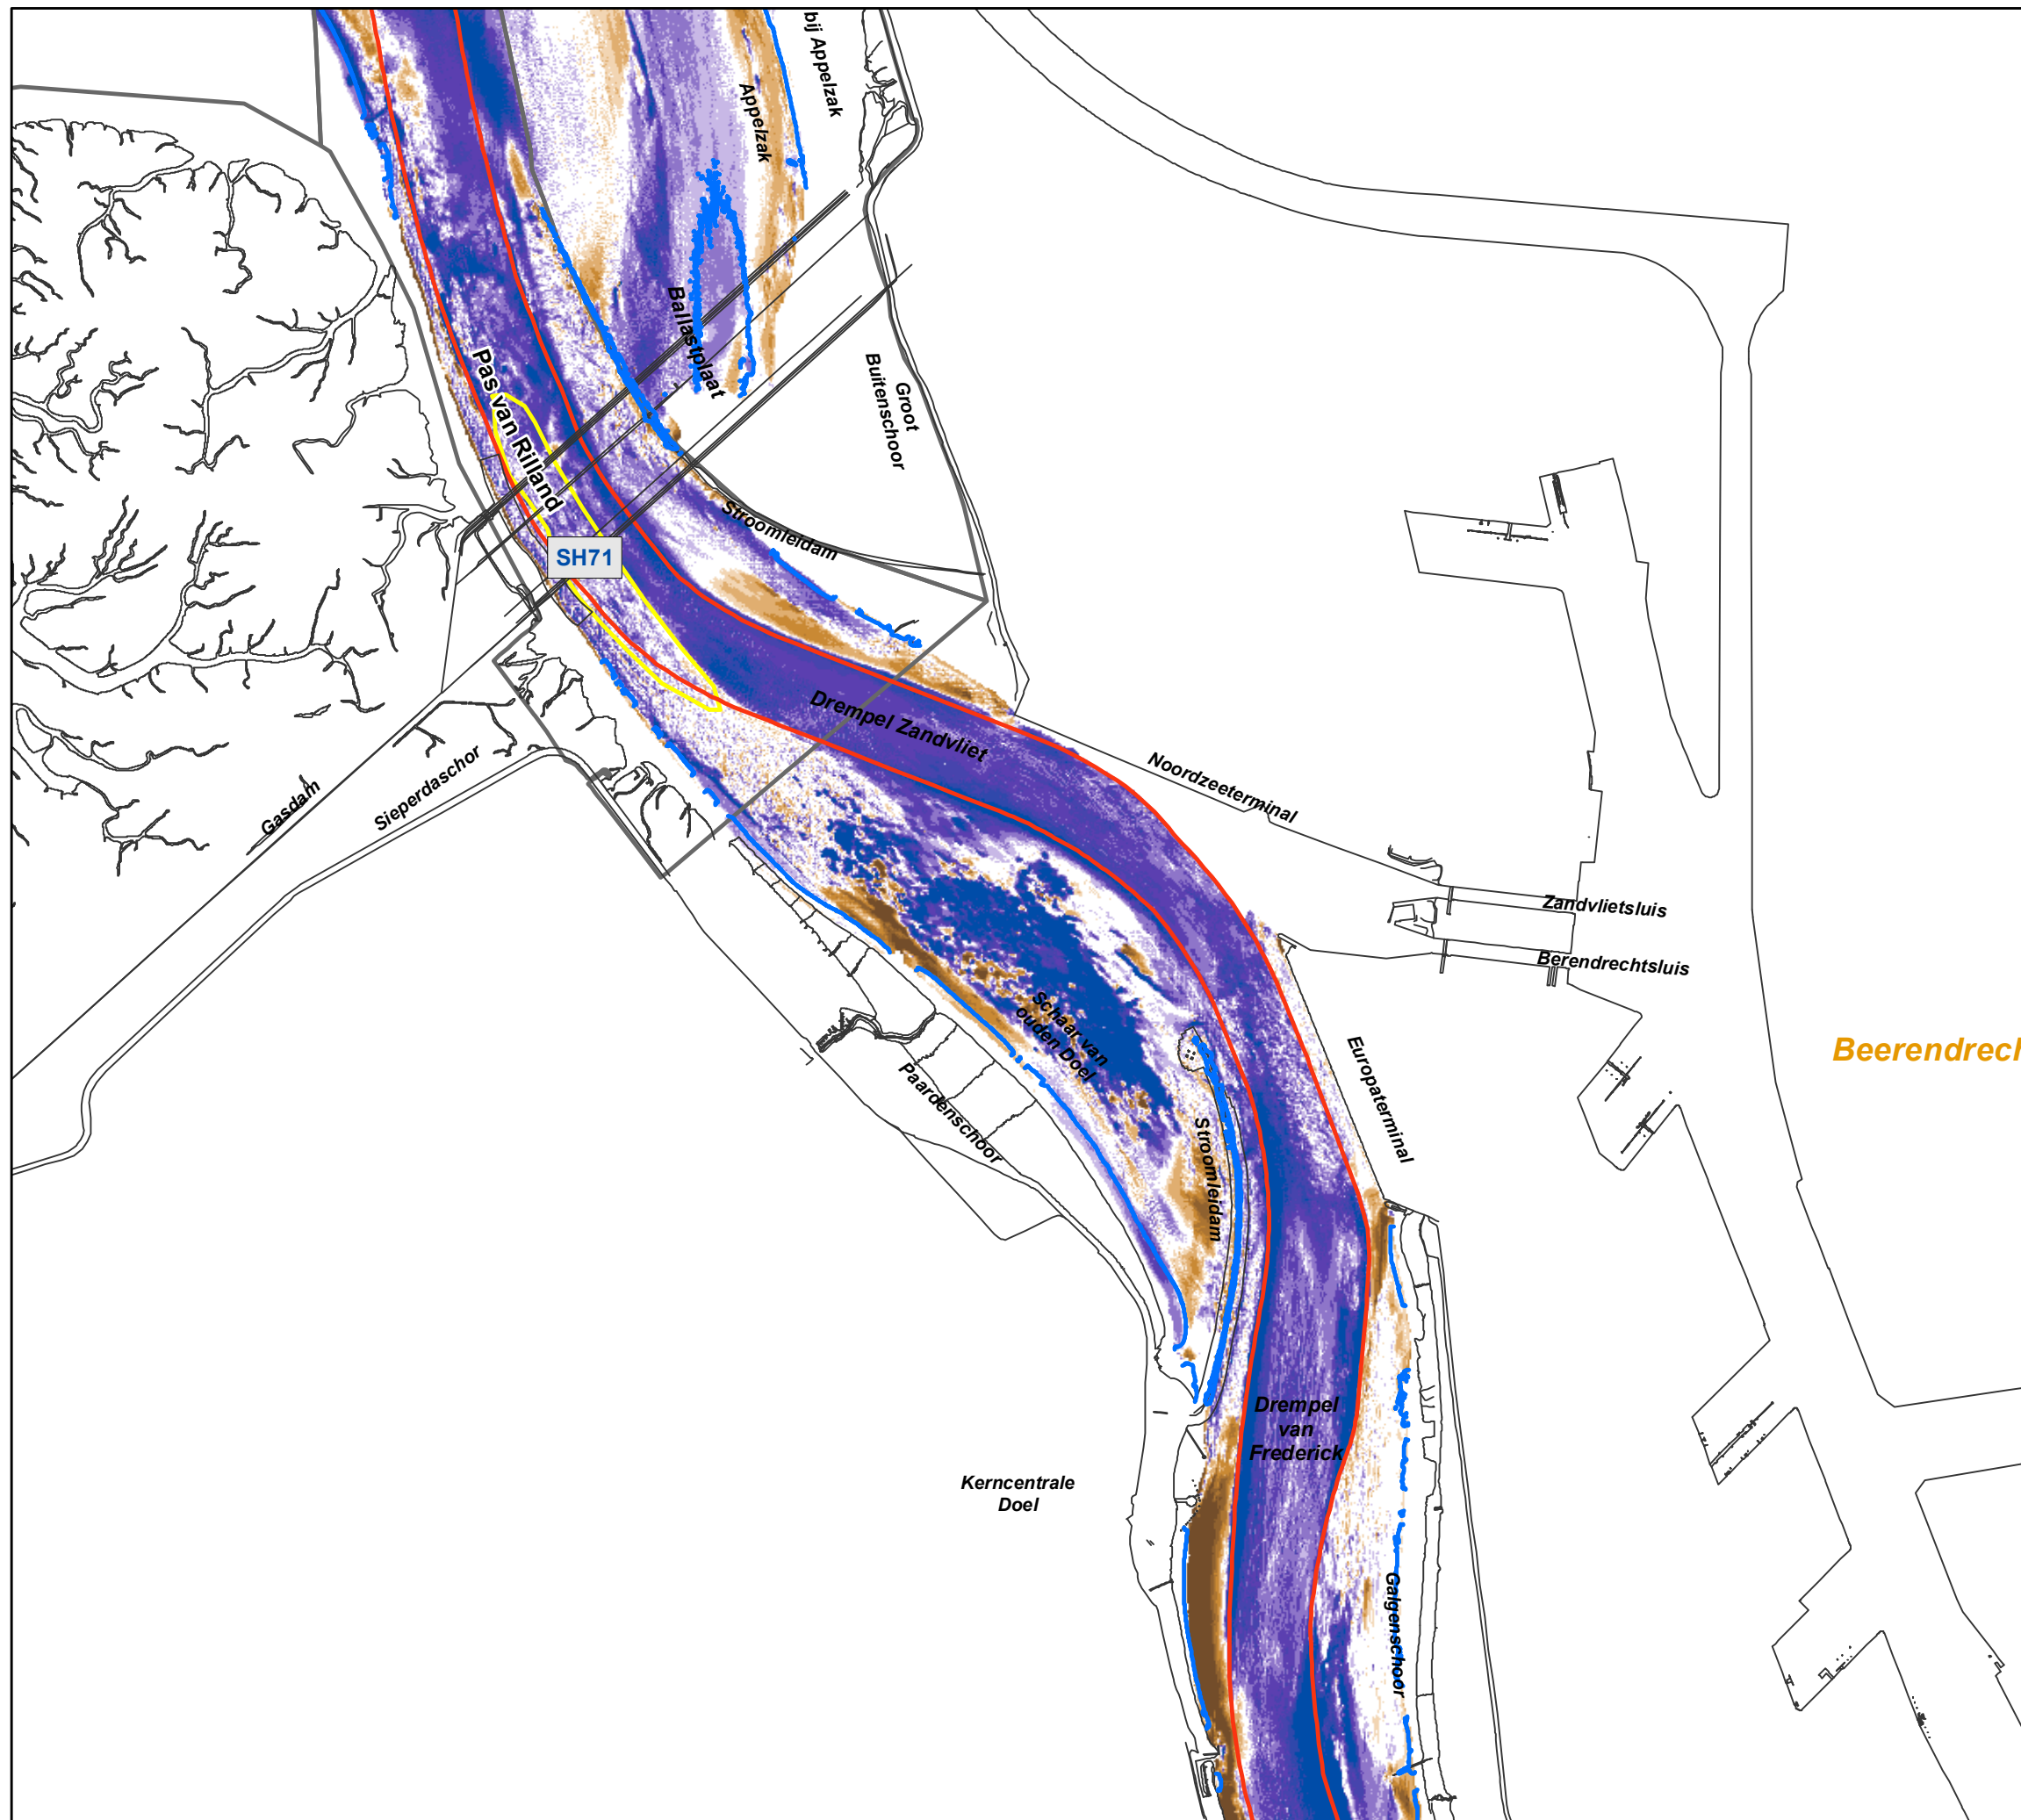 bij Appelzak
Appelzak
Ballastplaat
Groot
Buitenschoor
Pas van Rilland
Stroomleidam
SH71
Drempel Zandvliet
Noordzeeterminal
Gasdam
Sieperdaschor
Zandvlietsluis
Berendrechtsluis
Schaar van
ouden Doel
Beerendrech
Europaterminal
Paardenschoor
Stroomleidam
Drempel
van
Frederick
Kerncentrale
Doel
Galgenschoor